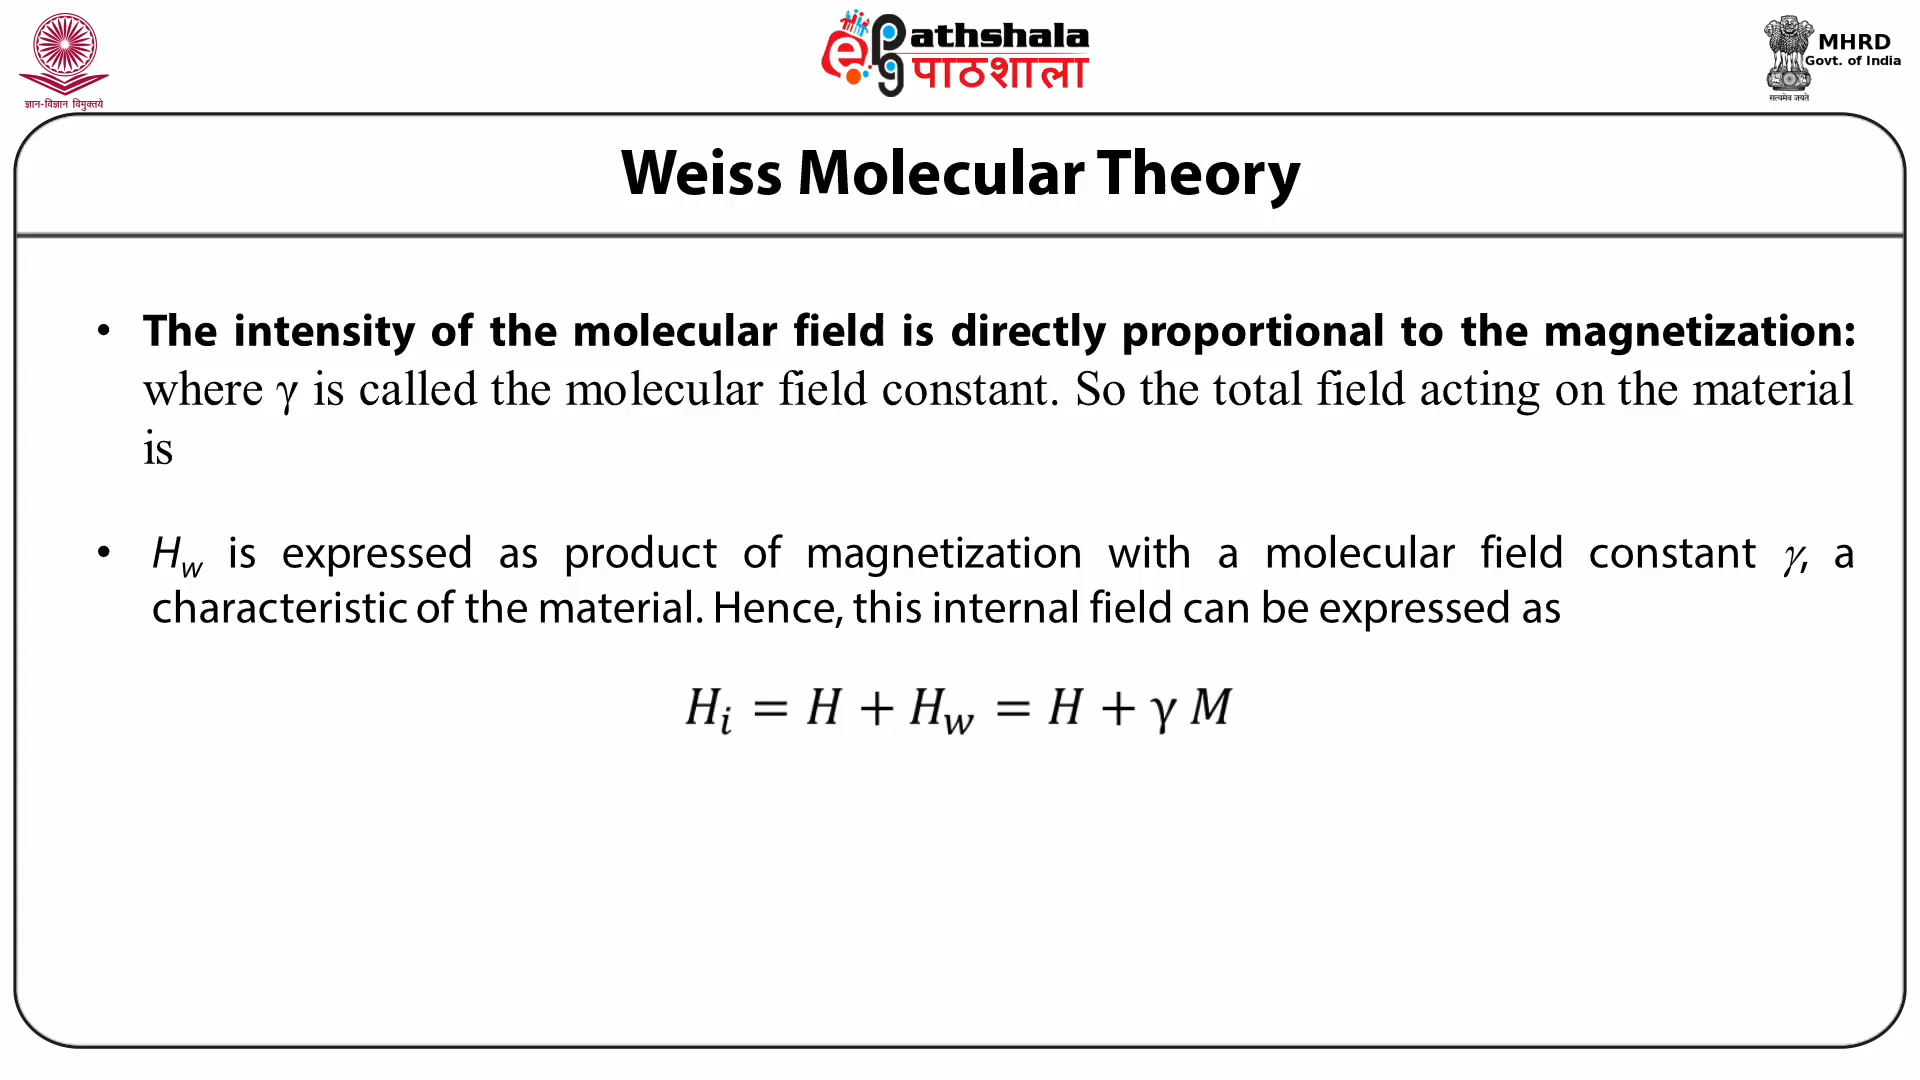 ज्ञान-विज्ञान विमुक्तये
ePathshala
पाठशाला
MHRD
Govt. of India
सत्यमेव जयते
Weiss Molecular Theory
• The intensity of the molecular field is directly proportional to the magnetization:
where γ is called the molecular field constant. So the total field acting on the material
is
• H_w is expressed as product of magnetization with a molecular field constant γ, a
characteristic of the material. Hence, this internal field can be expressed as
H_i = H + H_w = H + γ M